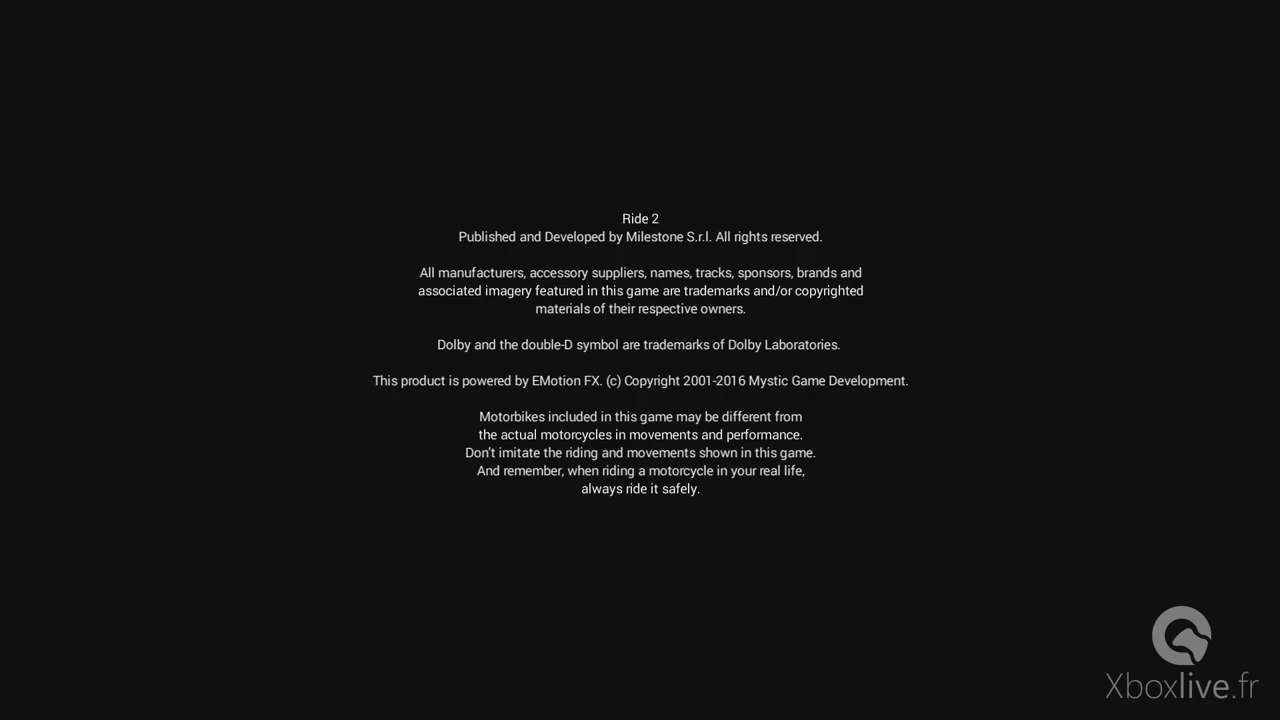 Ride 2
Published and Developed by Milestone S.r.l. All rights reserved.
All manufacturers, accessory suppliers, names, tracks, sponsors, brands and
associated imagery featured in this game are trademarks and/or copyrighted
materials of their respective owners.
Dolby and the double-D symbol are trademarks of Dolby Laboratories.
This product is powered by EMotion FX. (c) Copyright 2001-2016 Mystic Game Development.
Motorbikes included in this game may be different from
the actual motorcycles in movements and performance.
Don't imitate the riding and movements shown in this game.
And remember, when riding a motorcycle in your real life,
always ride it safely.
Xboxlive.fr